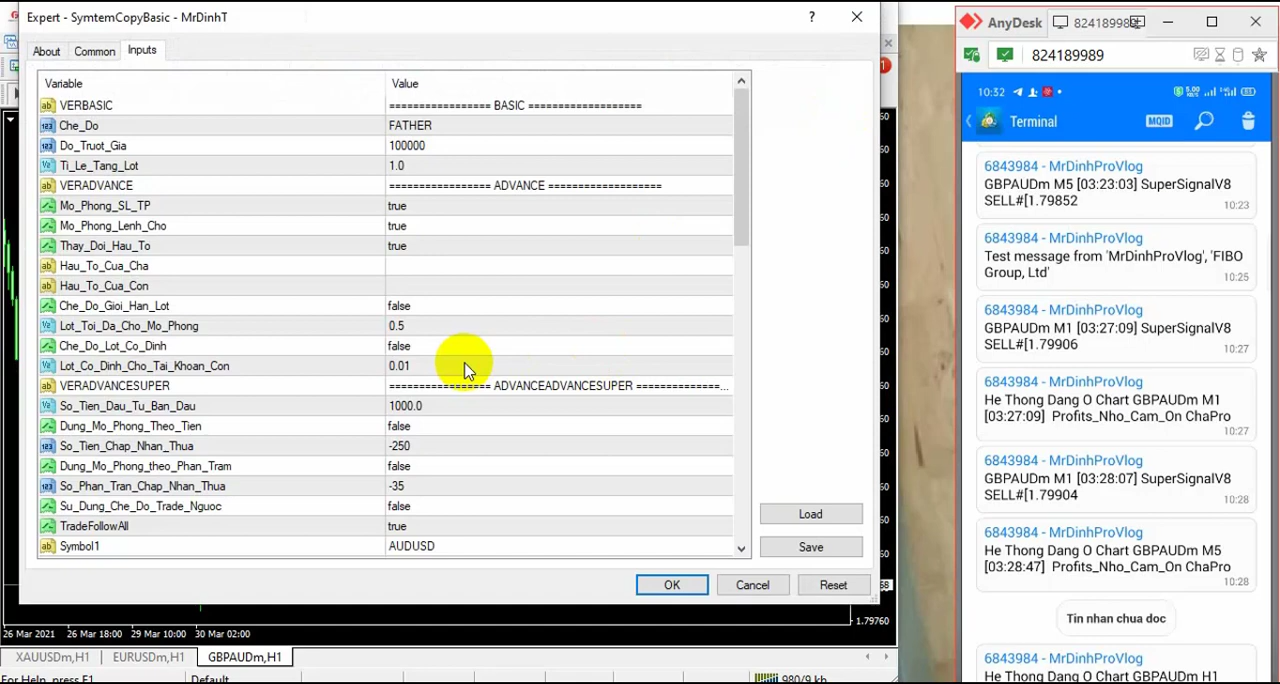 Expert - SymtemCopyBasic - MrDinhT
About Common Inputs
Variable Value
VERBASIC ================= BASIC ===================
Che_Do FATHER
Do_Truot_Gia 100000
Ti_Le_Tang_Lot 1.0
VERADVANCE ================= ADVANCE ===================
Mo_Phong_SL_TP true
Mo_Phong_Lenh_Cho true
Thay_Doi_Hau_To true
Hau_To_Cua_Cha
Hau_To_Cua_Con
Che_Do_Gioi_Han_Lot false
Lot_Toi_Da_Cho_Mo_Phong 0.5
Che_Do_Lot_Co_Dinh false
Lot_Co_Dinh_Cho_Tai_Khoan_Con 0.01
VERADVANCESUPER ================= ADVANCEADVANCESUPER ==============...
So_Tien_Dau_Tu_Ban_Dau 1000.0
Dung_Mo_Phong_Theo_Tien false
So_Tien_Chap_Nhan_Thua -250
Dung_Mo_Phong_theo_Phan_Tram false
So_Phan_Tran_Chap_Nhan_Thua -35
Su_Dung_Che_Do_Trade_Nguoc false
TradeFollowAll true
Symbol1 AUDUSD
Load
Save
OK Cancel Reset
1.79760
26 Mar 2021 26 Mar 18:00 29 Mar 10:00 30 Mar 02:00
XAUUSDm,H1 EURUSDm,H1 GBPAUDm,H1
For Help, press F1 Default 980/9 kb
AnyDesk 824189989
824189989
10:32
Terminal MQID
6843984 - MrDinhProVlog
GBPAUDm M5 [03:23:03] SuperSignalV8
SELL#[1.79852
10:23
6843984 - MrDinhProVlog
Test message from 'MrDinhProVlog', 'FIBO
Group, Ltd'
10:25
6843984 - MrDinhProVlog
GBPAUDm M1 [03:27:09] SuperSignalV8
SELL#[1.79906
10:27
6843984 - MrDinhProVlog
He Thong Dang O Chart GBPAUDm M1
[03:27:09] Profits_Nho_Cam_On ChaPro
10:27
6843984 - MrDinhProVlog
GBPAUDm M1 [03:28:07] SuperSignalV8
SELL#[1.79904
10:28
6843984 - MrDinhProVlog
He Thong Dang O Chart GBPAUDm M5
[03:28:47] Profits_Nho_Cam_On ChaPro
10:28
Tin nhan chua doc
6843984 - MrDinhProVlog
He Thong Dang O Chart GBPAUDm H1